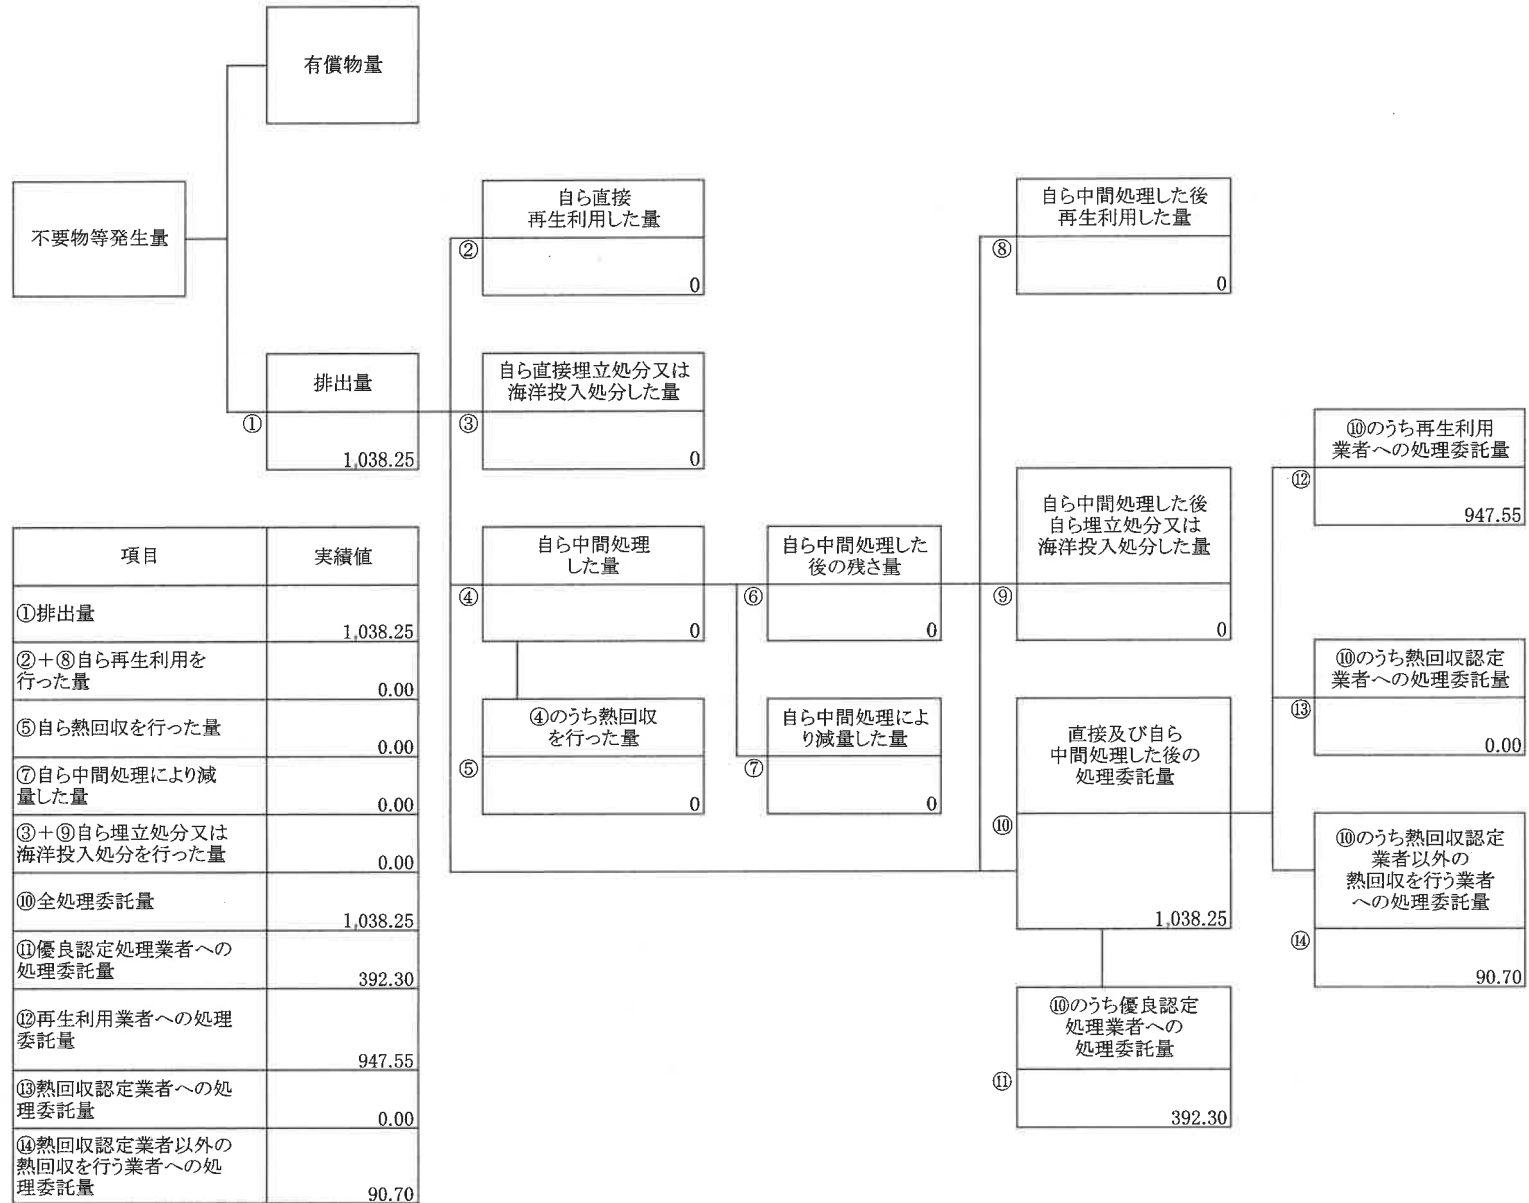 有償物量
不要物等発生量
自ら直接
再生利用した量
②
0
自ら中間処理した後
再生利用した量
⑧
0
排出量
①
1,038.25
自ら直接埋立処分又は
海洋投入処分した量
③
0
⑩のうち再生利用
業者への処理委託量
⑫
947.55
自ら中間処理した後
自ら埋立処分又は
海洋投入処分した量
⑨
0
自ら中間処理
した量
④
0
自ら中間処理した
後の残さ量
⑥
0
⑩のうち熱回収認定
業者への処理委託量
⑬
0.00
④のうち熱回収
を行った量
⑤
0
自ら中間処理によ
り減量した量
⑦
0
直接及び自ら
中間処理した後の
処理委託量
⑩
1,038.25
⑩のうち熱回収認定
業者以外の
熱回収を行う業者
への処理委託量
⑭
90.70
⑩のうち優良認定
処理業者への
処理委託量
⑪
392.30
項目 実績値
①排出量
1,038.25
②＋⑧自ら再生利用を
行った量
0.00
⑤自ら熱回収を行った量
0.00
⑦自ら中間処理により減
量した量
0.00
③＋⑨自ら埋立処分又は
海洋投入処分を行った量
0.00
⑩全処理委託量
1,038.25
⑪優良認定処理業者への
処理委託量
392.30
⑫再生利用業者への処理
委託量
947.55
⑬熱回収認定業者への処
理委託量
0.00
⑭熱回収認定業者以外の
熱回収を行う業者への処
理委託量
90.70